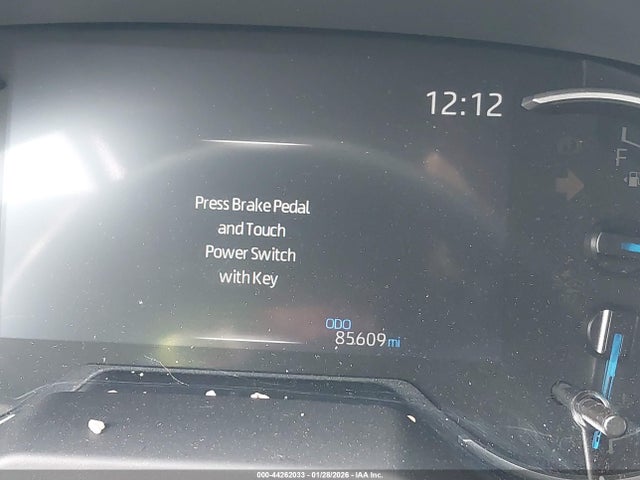 12:12
F
Press Brake Pedal
and Touch
Power Switch
with Key
ODO
85609 mi
000-44262033 - 01/28/2026 - IAA Inc.